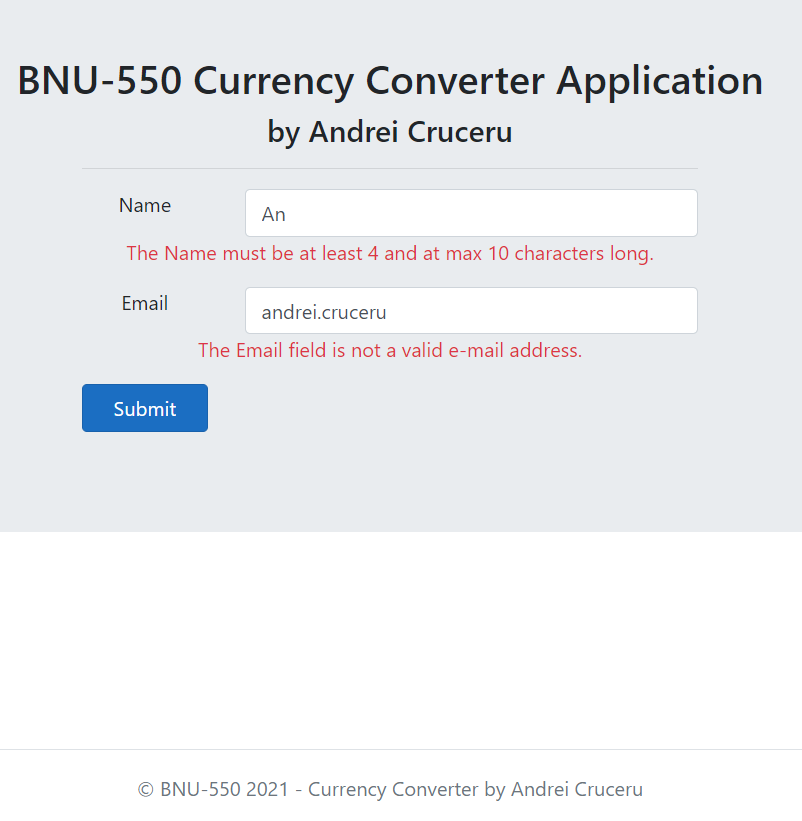 BNU-550 Currency Converter Application
by Andrei Cruceru
Name
An
The Name must be at least 4 and at max 10 characters long.
Email
andrei.cruceru
The Email field is not a valid e-mail address.
Submit
© BNU-550 2021 - Currency Converter by Andrei Cruceru